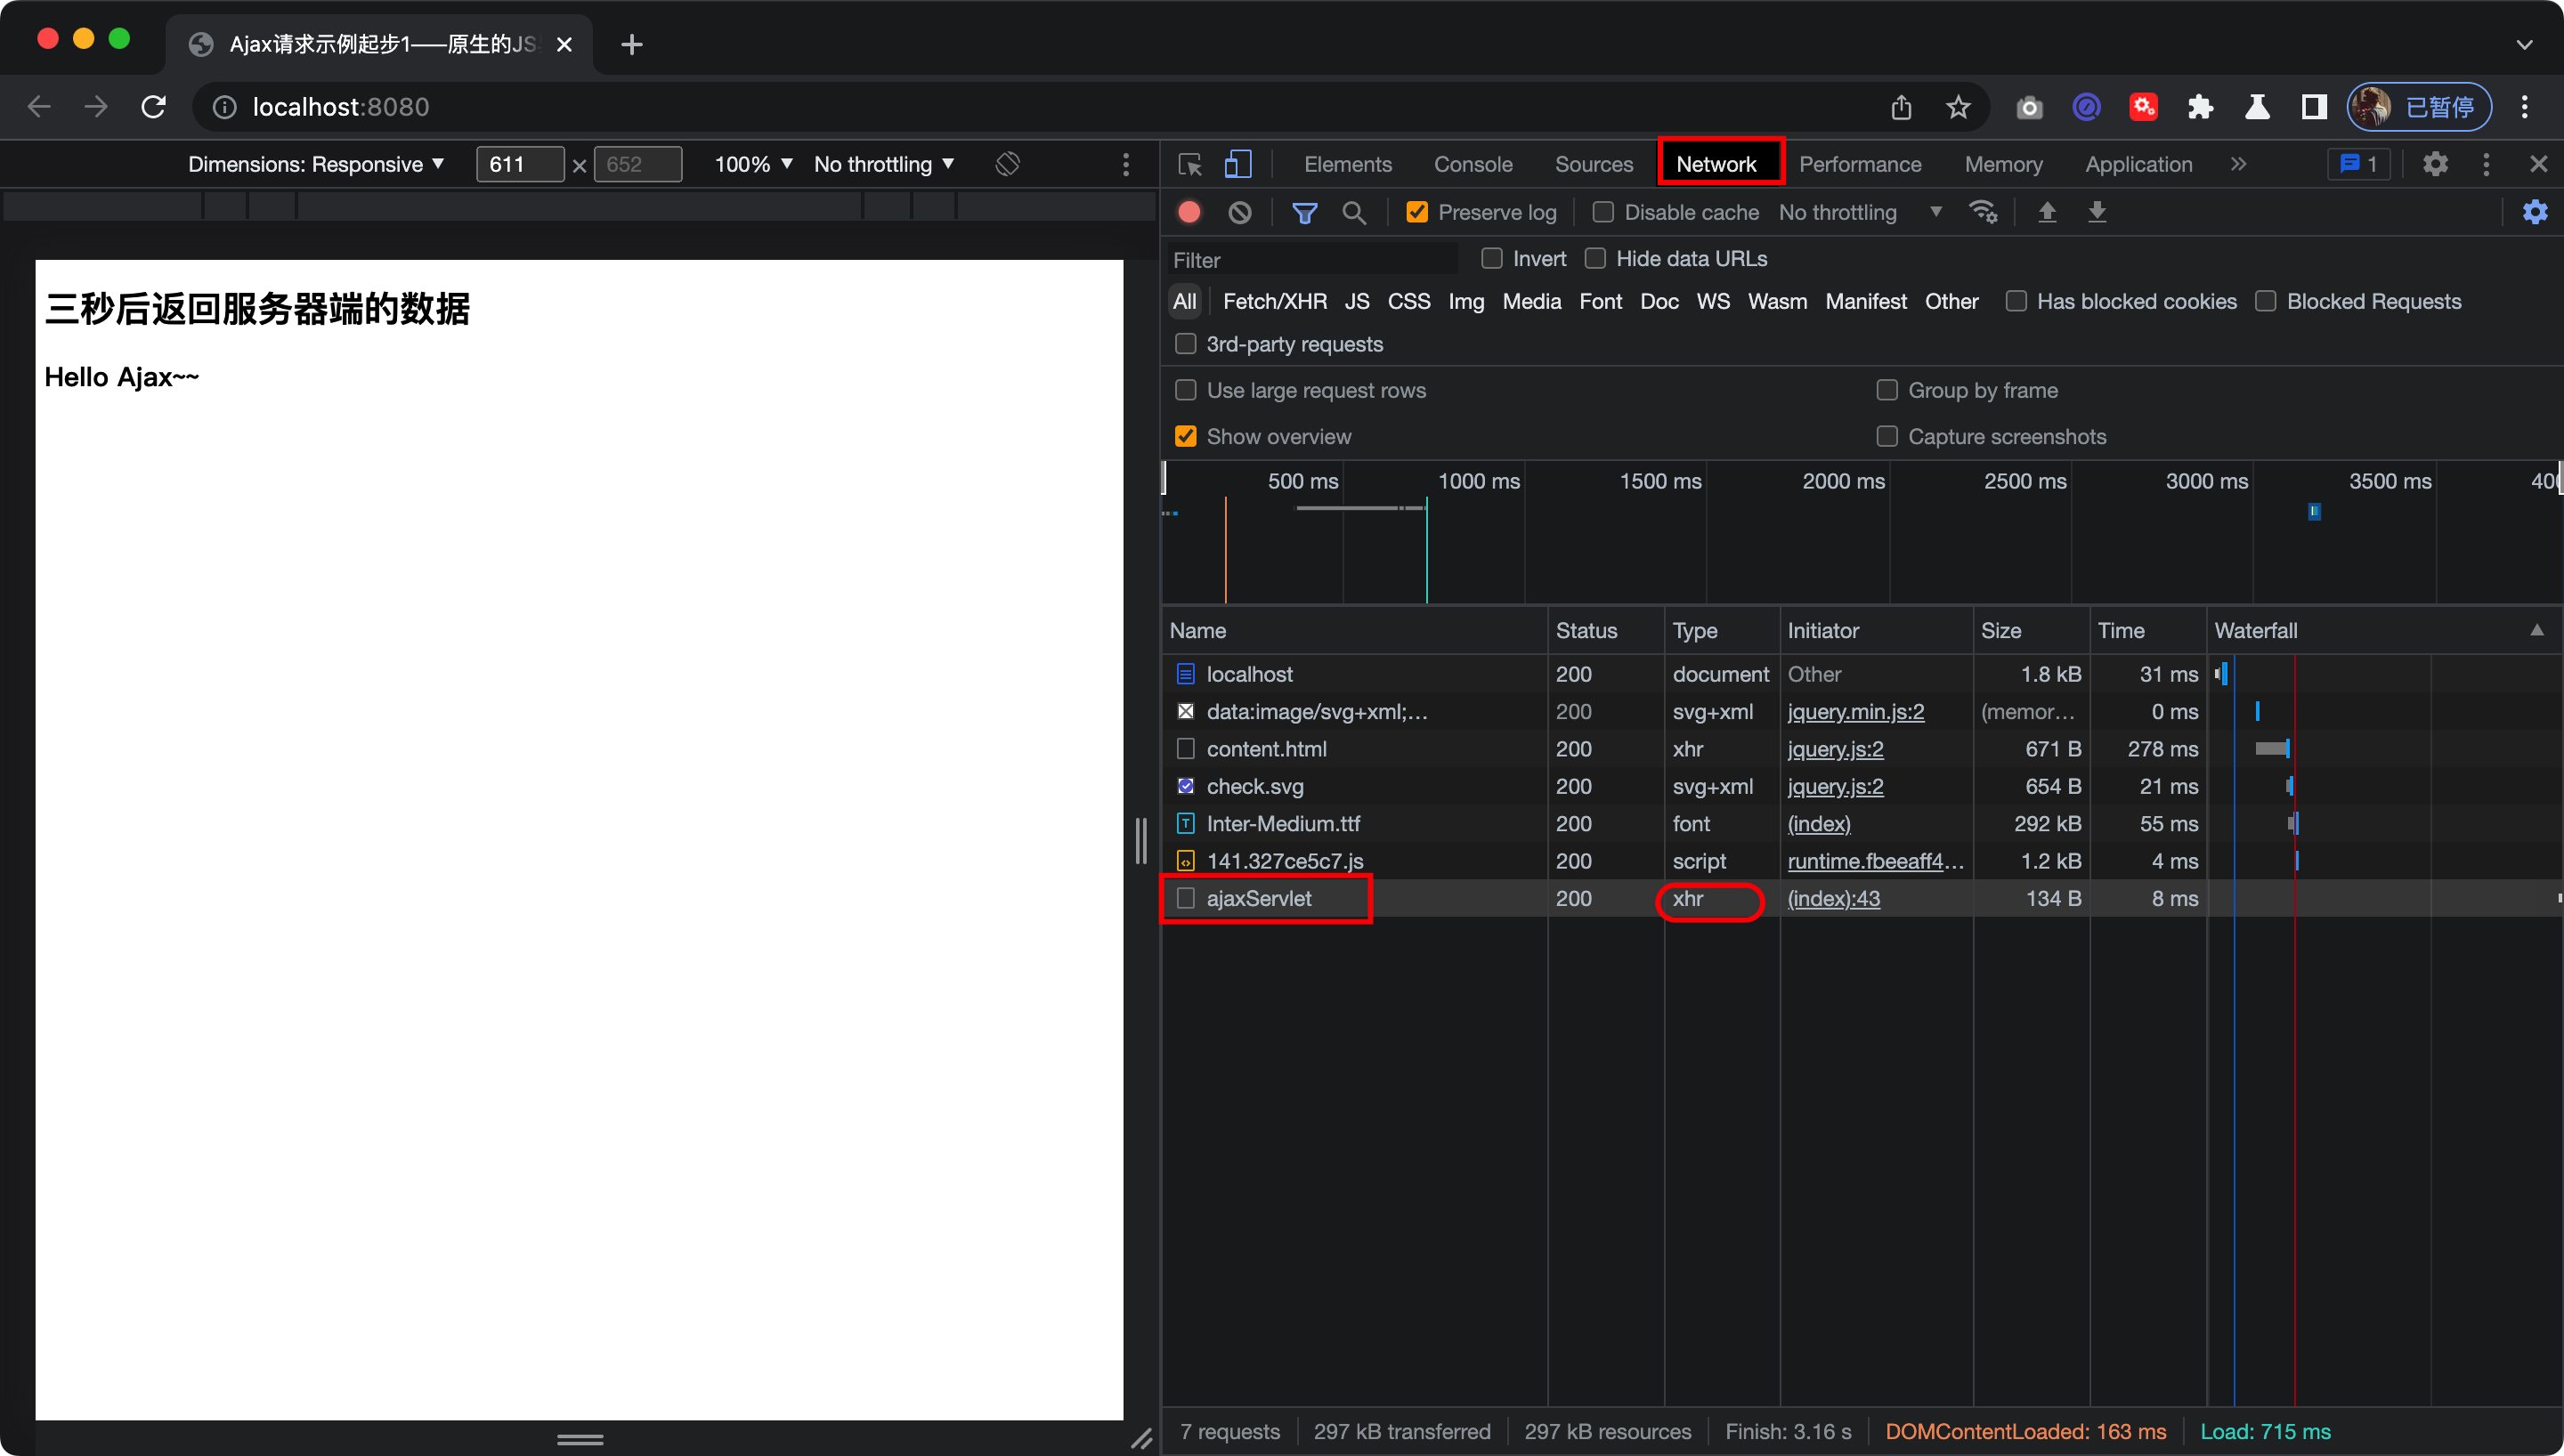 Ajax请求示例起步1——原生的JS
localhost:8080
已暂停
Dimensions: Responsive ▼ 611 × 652 100% ▼ No throttling ▼
Elements Console Sources Network Performance Memory Application » 1
Preserve log Disable cache No throttling ▼
Filter Invert Hide data URLs
All Fetch/XHR JS CSS Img Media Font Doc WS Wasm Manifest Other Has blocked cookies Blocked Requests
3rd-party requests
Use large request rows Group by frame
Show overview Capture screenshots
500 ms 1000 ms 1500 ms 2000 ms 2500 ms 3000 ms 3500 ms
三秒后返回服务器端的数据
Hello Ajax~~
Name Status Type Initiator Size Time Waterfall
localhost 200 document Other 1.8 kB 31 ms
data:image/svg+xml;... 200 svg+xml jquery.min.js:2 (memor... 0 ms
content.html 200 xhr jquery.js:2 671 B 278 ms
check.svg 200 svg+xml jquery.js:2 654 B 21 ms
Inter-Medium.ttf 200 font (index) 292 kB 55 ms
141.327ce5c7.js 200 script runtime.fbeeaff4... 1.2 kB 4 ms
ajaxServlet 200 xhr (index):43 134 B 8 ms
7 requests 297 kB transferred 297 kB resources Finish: 3.16 s DOMContentLoaded: 163 ms Load: 715 ms